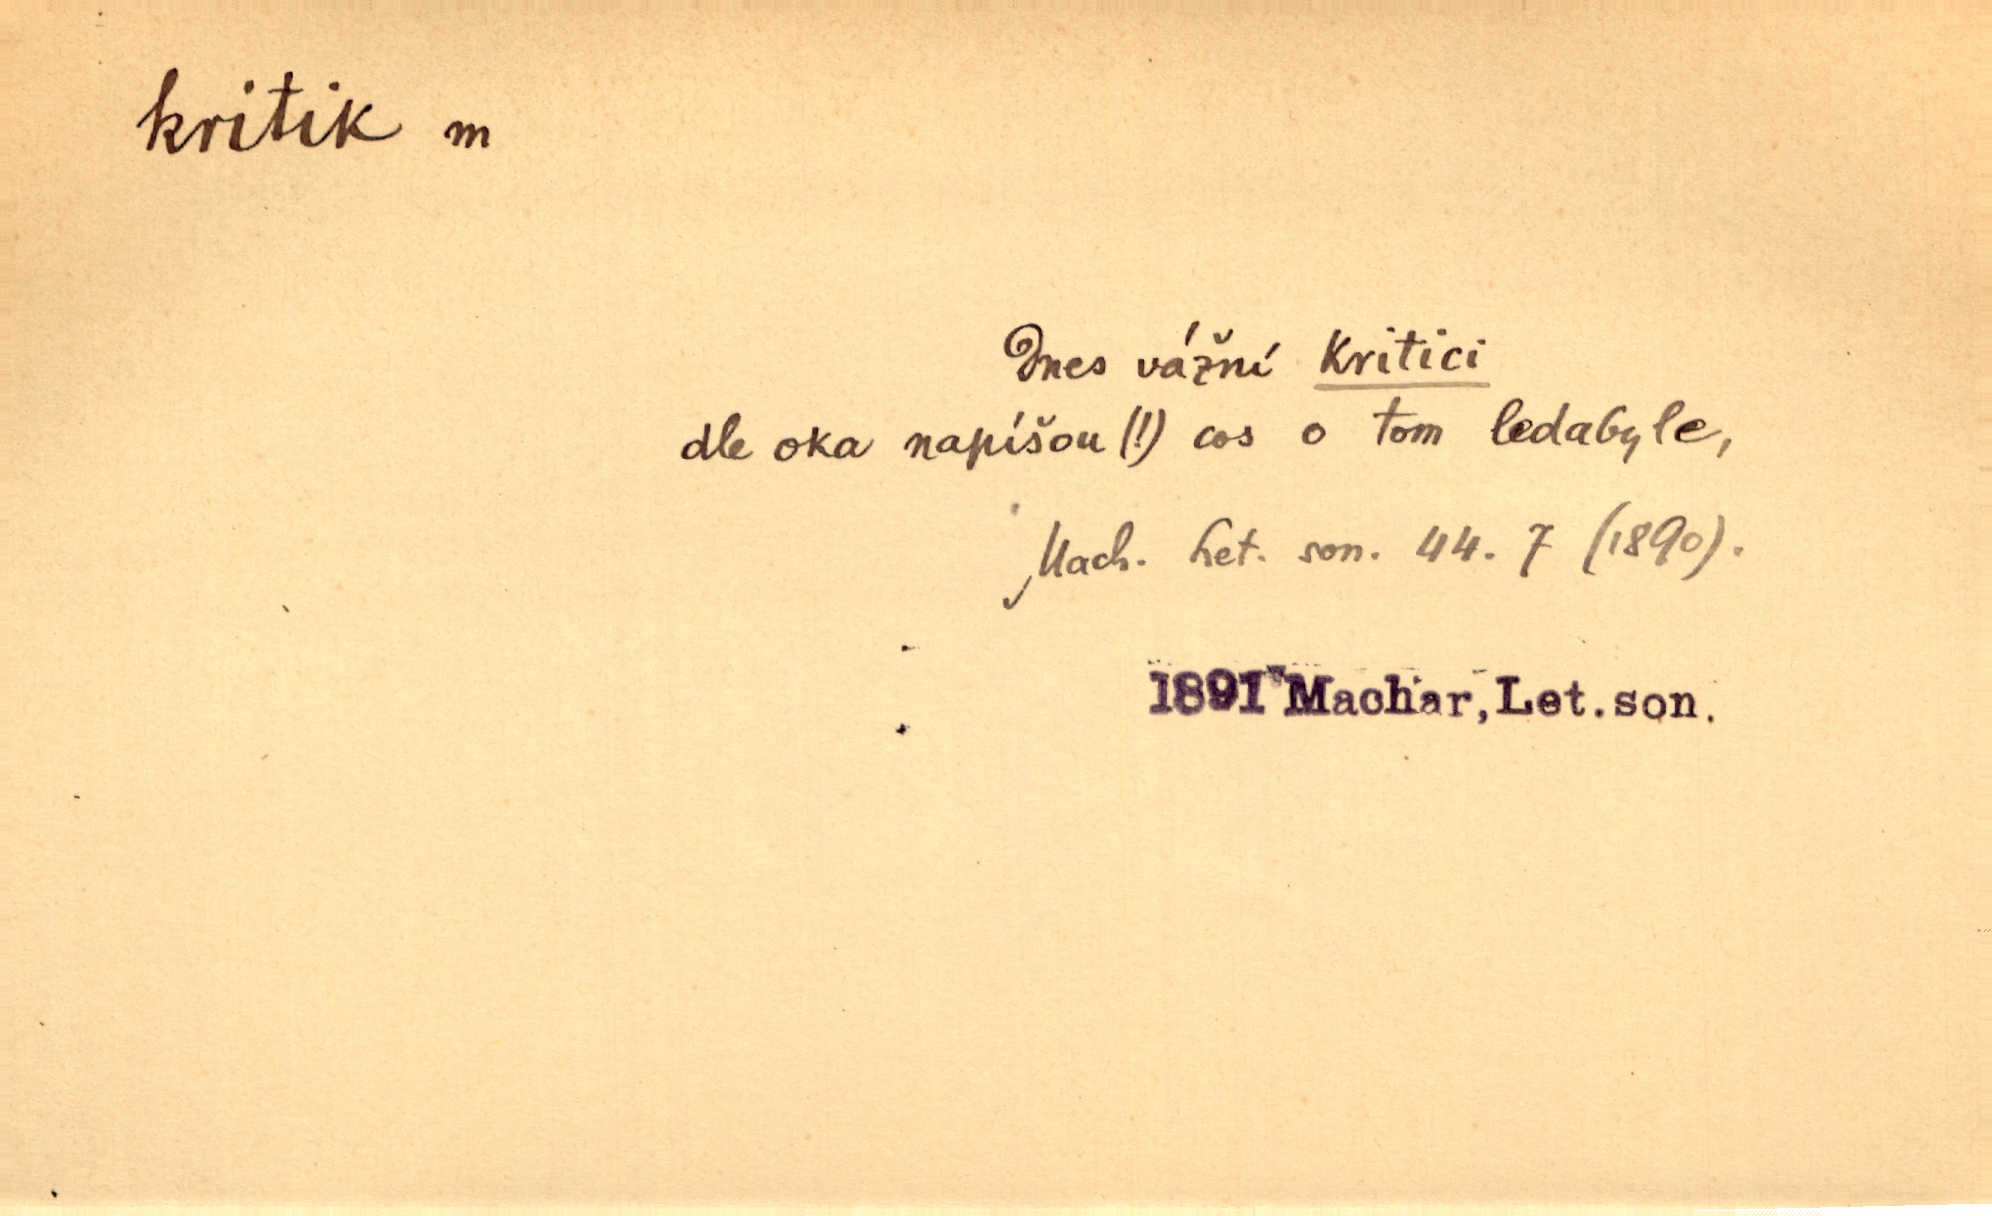 kritik m
Dnes vážní kritici
dle oka napíšou (!) cos o tom ledabyle,
Mach. Let. son. 44. 7 (1890).
1891 Machar, Let. son.